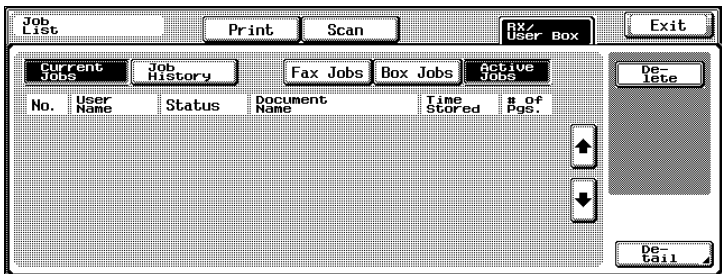 Job List
Print
Scan
RX/ User Box
Exit
Current Jobs
Job History
Fax Jobs
Box Jobs
Active Jobs
De-
lete
No.
User Name
Status
Document Name
Time Stored
# of Pgs.
De-
tail